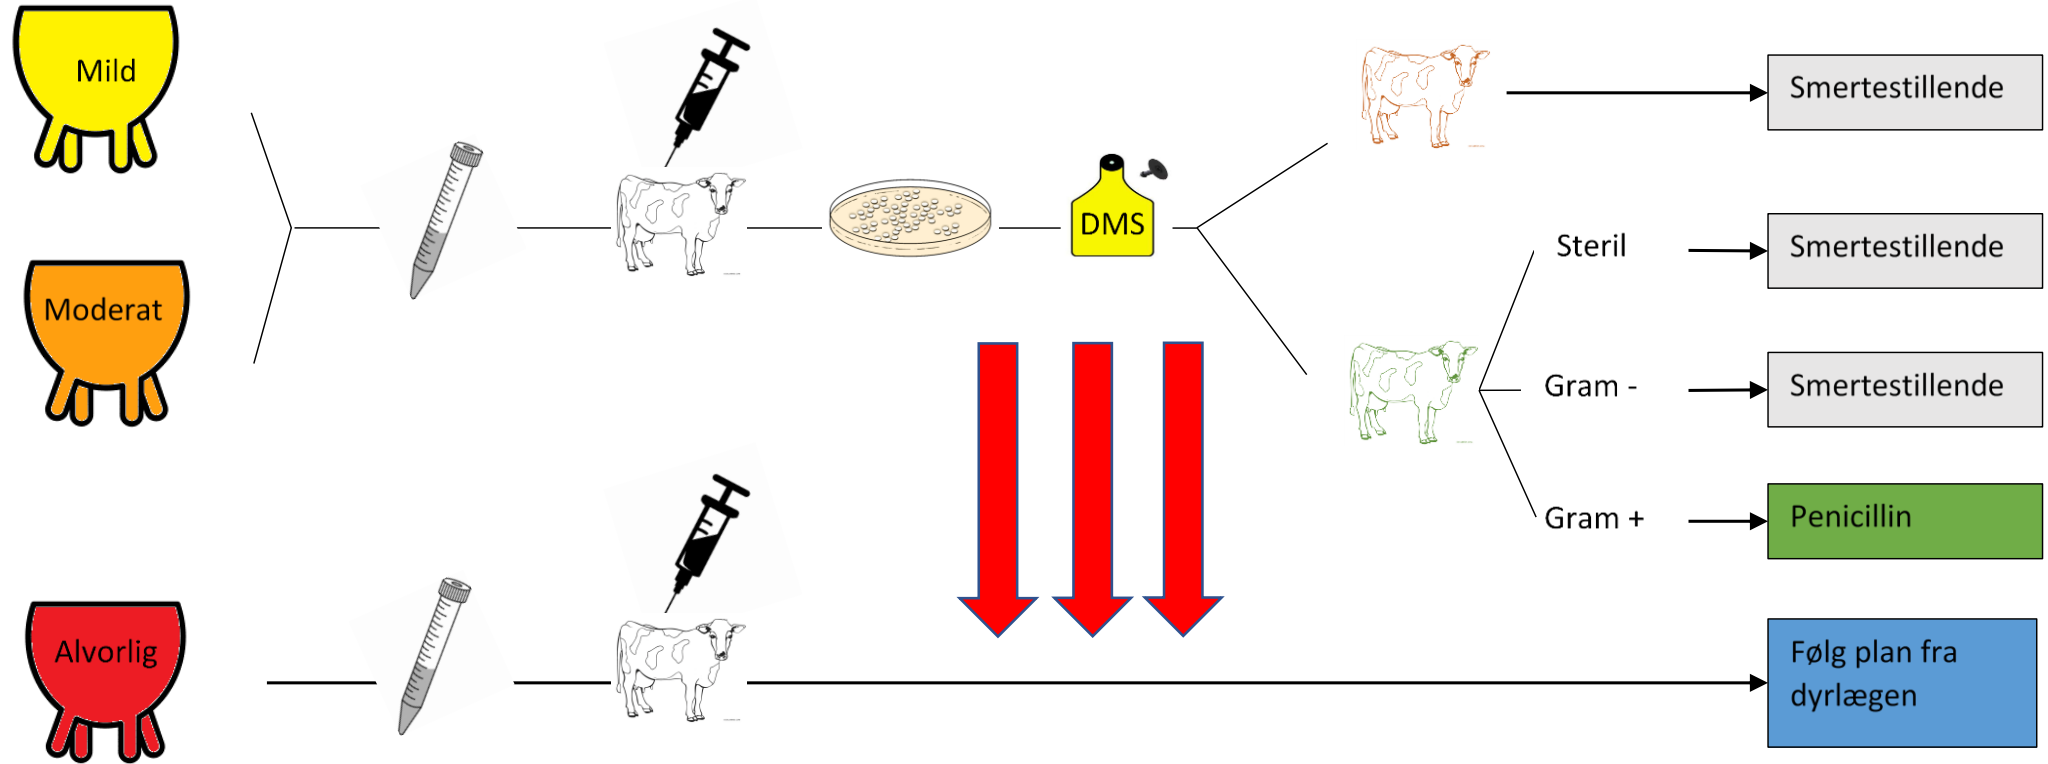 Mild
Moderat
Alvorlig
DMS
Steril
Gram -
Gram +
Smertestillende
Smertestillende
Smertestillende
Penicillin
Følg plan fra
dyrlægen